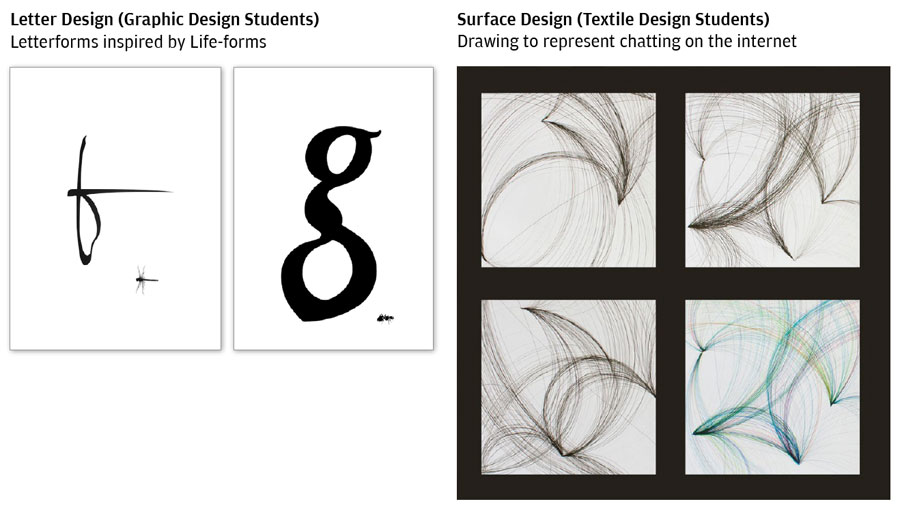 Letter Design (Graphic Design Students)
Letterforms inspired by Life-forms
f
g
Surface Design (Textile Design Students)
Drawing to represent chatting on the internet